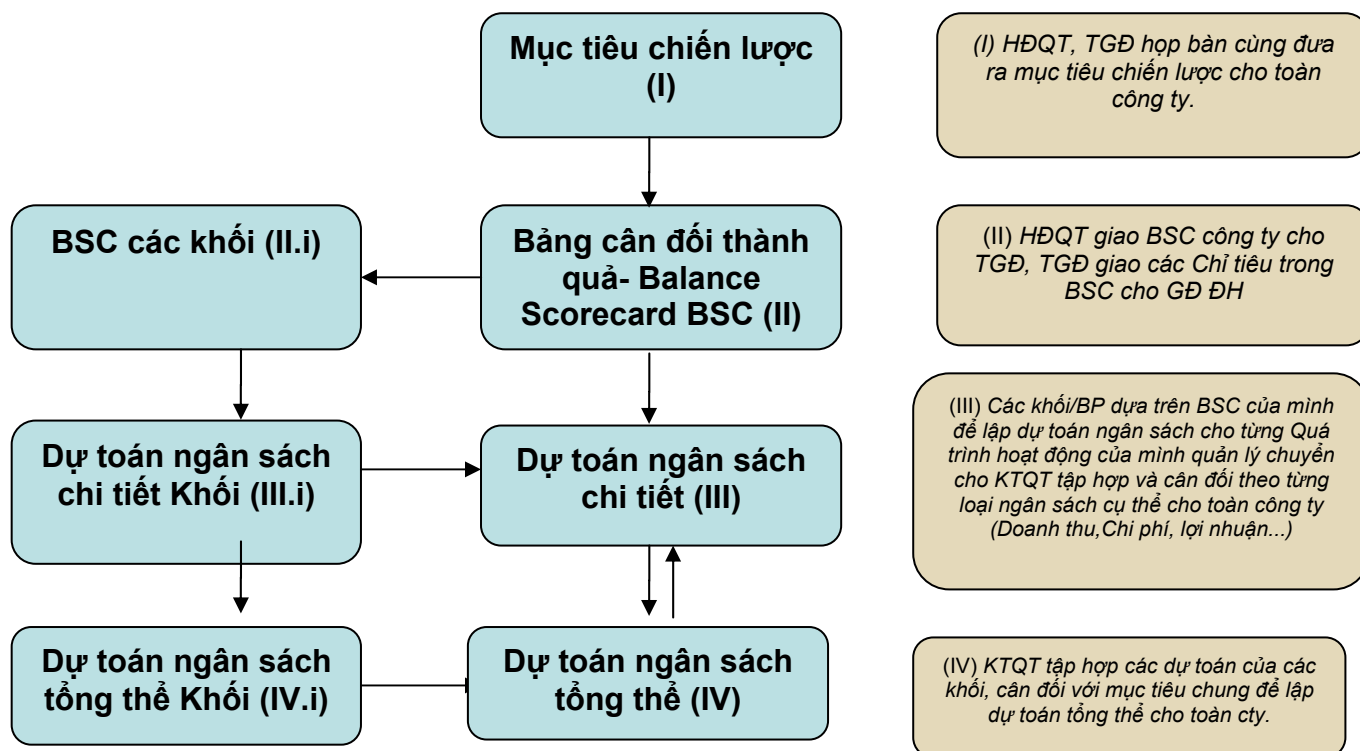 Mục tiêu chiến lược
(I)
(I) HĐQT, TGĐ họp bàn cùng đưa
ra mục tiêu chiến lược cho toàn
công ty.
BSC các khối (II.i)
Bảng cân đối thành
quả- Balance
Scorecard BSC (II)
(II) HĐQT giao BSC công ty cho
TGĐ, TGĐ giao các Chỉ tiêu trong
BSC cho GĐ ĐH
Dự toán ngân sách
chi tiết Khối (III.i)
Dự toán ngân sách
chi tiết (III)
(III) Các khối/BP dựa trên BSC của mình
để lập dự toán ngân sách cho từng Quá
trình hoạt động của mình quản lý chuyển
cho KTQT tập hợp và cân đối theo từng
loại ngân sách cụ thể cho toàn công ty
(Doanh thu,Chi phí, lợi nhuận...)
Dự toán ngân sách
tổng thể Khối (IV.i)
Dự toán ngân sách
tổng thể (IV)
(IV) KTQT tập hợp các dự toán của các
khối, cân đối với mục tiêu chung để lập
dự toán tổng thể cho toàn cty.